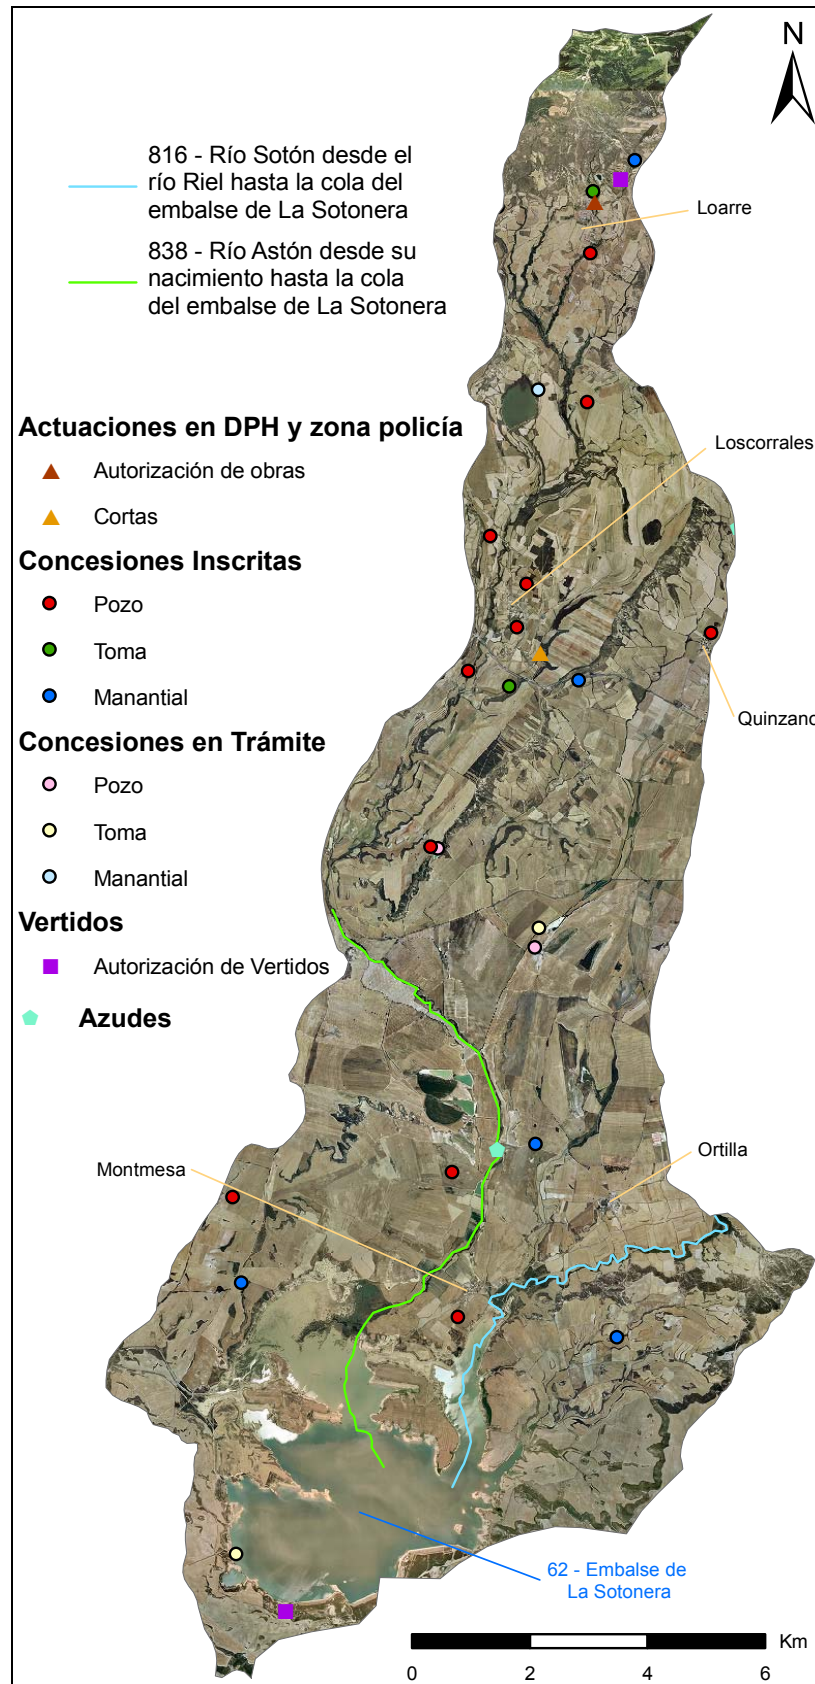 N
816 - Río Sotón desde el
río Riel hasta la cola del
embalse de La Sotonera
838 - Río Astón desde su
nacimiento hasta la cola
del embalse de La Sotonera
Loarre
Actuaciones en DPH y zona policía
Autorización de obras
Cortas
Loscorrales
Concesiones Inscritas
Pozo
Toma
Manantial
Quinzano
Concesiones en Trámite
Pozo
Toma
Manantial
Vertidos
Autorización de Vertidos
Azudes
Montmesa
Ortilla
62 - Embalse de
La Sotonera
Km
0 2 4 6